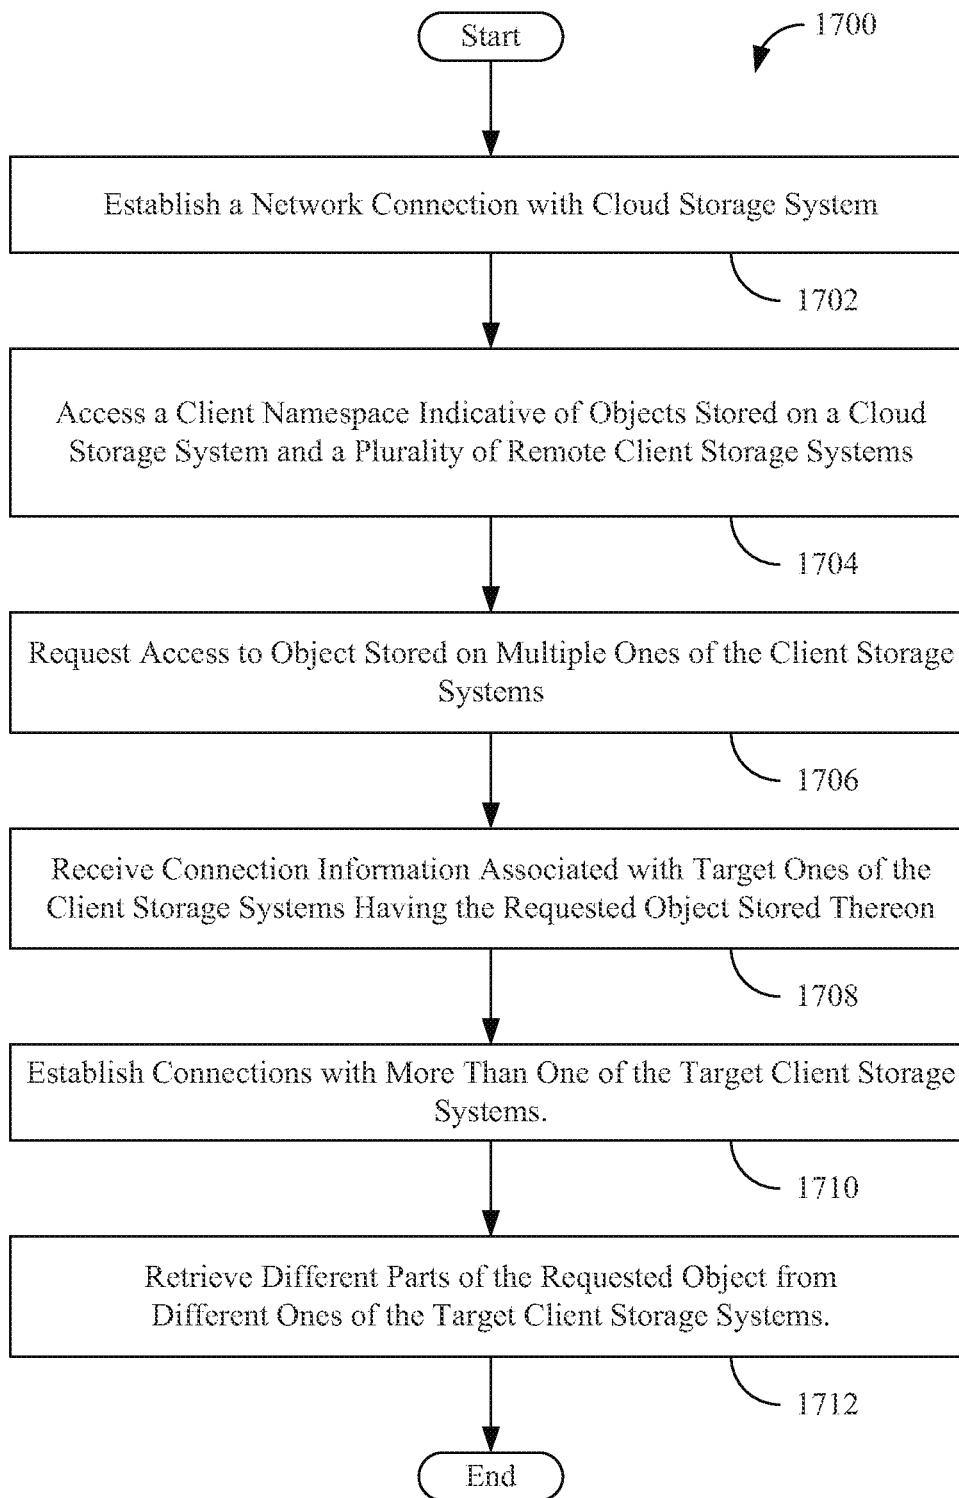 Start
1700
Establish a Network Connection with Cloud Storage System
1702
Access a Client Namespace Indicative of Objects Stored on a Cloud
Storage System and a Plurality of Remote Client Storage Systems
1704
Request Access to Object Stored on Multiple Ones of the Client Storage
Systems
1706
Receive Connection Information Associated with Target Ones of the
Client Storage Systems Having the Requested Object Stored Thereon
1708
Establish Connections with More Than One of the Target Client Storage
Systems.
1710
Retrieve Different Parts of the Requested Object from
Different Ones of the Target Client Storage Systems.
1712
End